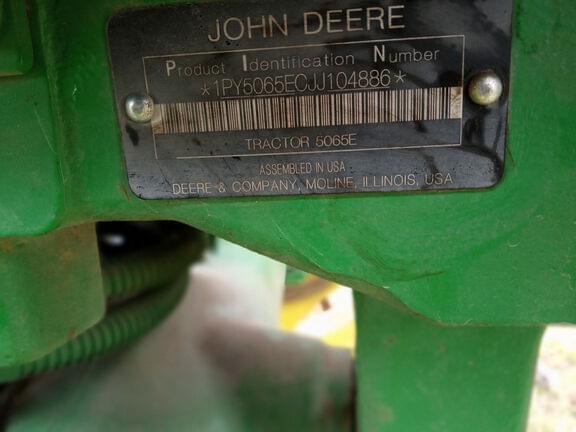 JOHN DEERE
Product Identification Number
*1PY5065ECJJ104886*
TRACTOR 5065E
ASSEMBLED IN USA
DEERE & COMPANY, MOLINE, ILLINOIS, USA